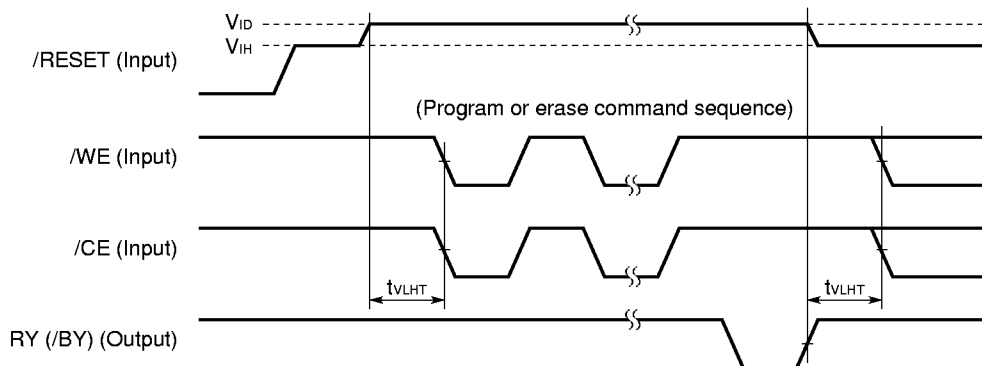 VID
VIH
/RESET (Input)
(Program or erase command sequence)
/WE (Input)
/CE (Input)
tVLHT
tVLHT
RY (/BY) (Output)